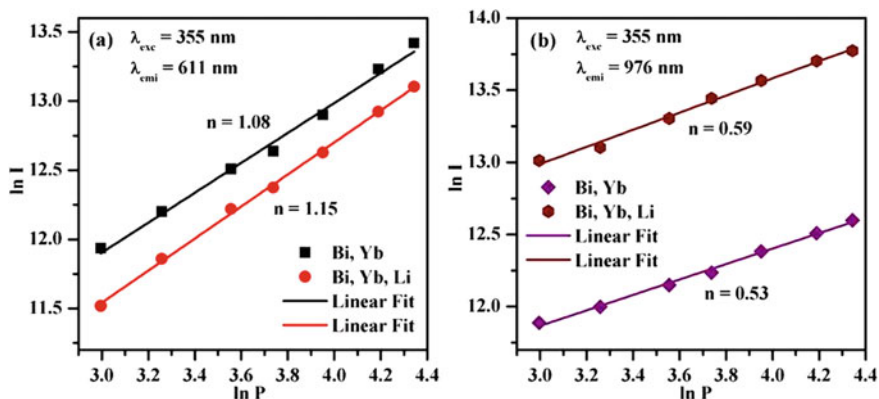 (a)
λexc = 355 nm
λemi = 611 nm
n = 1.08
n = 1.15
Bi, Yb
Bi, Yb, Li
Linear Fit
Linear Fit
ln I
13.5
13.0
12.5
12.0
11.5
3.0 3.2 3.4 3.6 3.8 4.0 4.2 4.4
ln P
(b)
λexc = 355 nm
λemi = 976 nm
n = 0.59
Bi, Yb
Bi, Yb, Li
Linear Fit
Linear Fit
n = 0.53
ln I
14.0
13.5
13.0
12.5
12.0
3.0 3.2 3.4 3.6 3.8 4.0 4.2 4.4
ln P